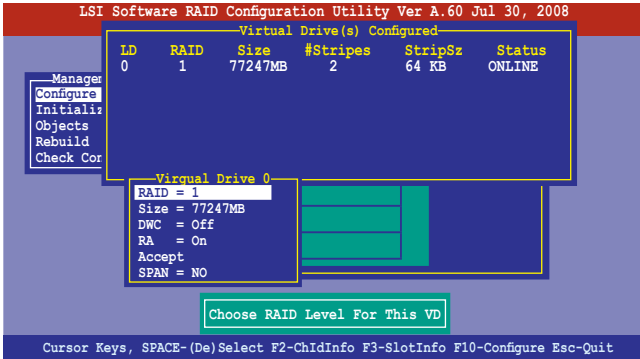 LSI Software RAID Configuration Utility Ver A.60 Jul 30, 2008
Virtual Drive(s) Configured
LD RAID Size #Stripes StripSz Status
0 1 77247MB 2 64 KB ONLINE
Managem
Configure
Initializ
Objects
Rebuild
Check Con
Virgual Drive 0
RAID = 1
Size = 77247MB
DWC = Off
RA = On
Accept
SPAN = NO
Choose RAID Level For This VD
Cursor Keys, SPACE-(De)Select F2-ChIdInfo F3-SlotInfo F10-Configure Esc-Quit